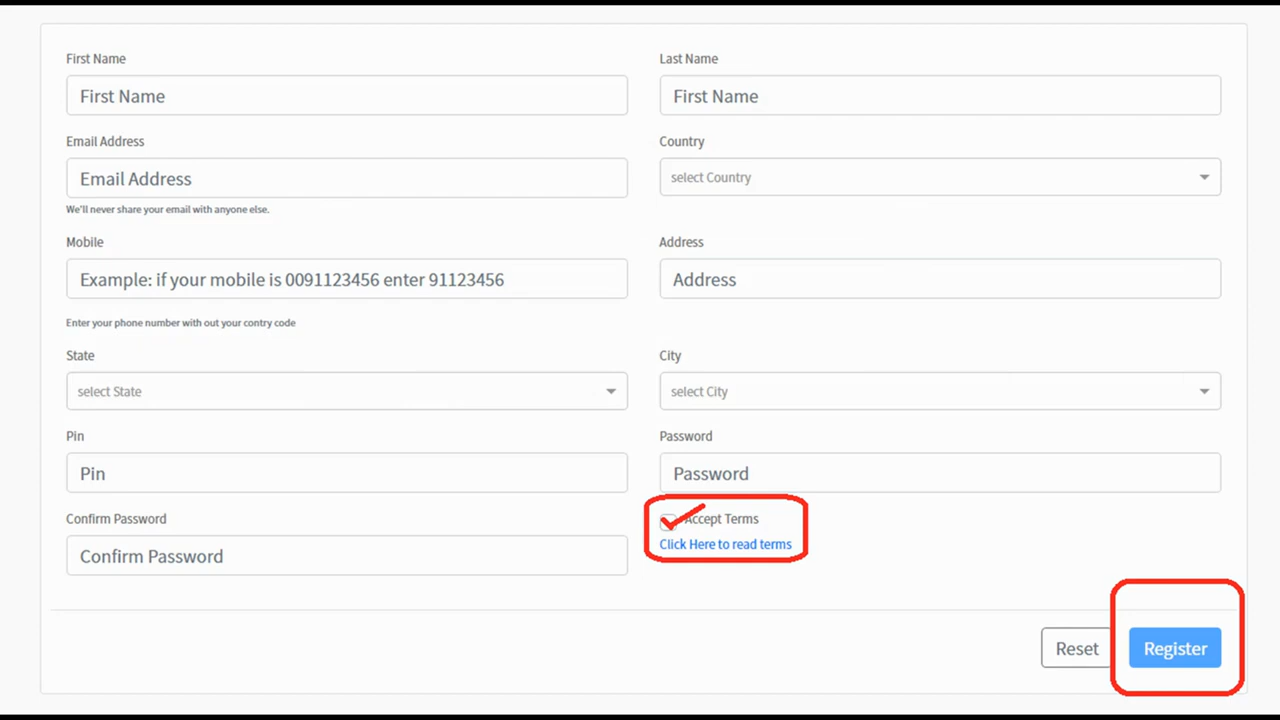 First Name
Last Name
First Name
First Name
Email Address
Country
Email Address
select Country
We'll never share your email with anyone else.
Mobile
Address
Example: if your mobile is 0091123456 enter 91123456
Address
Enter your phone number with out your contry code
State
City
select State
select City
Pin
Password
Pin
Password
Confirm Password
Accept Terms
Click Here to read terms
Confirm Password
Reset
Register